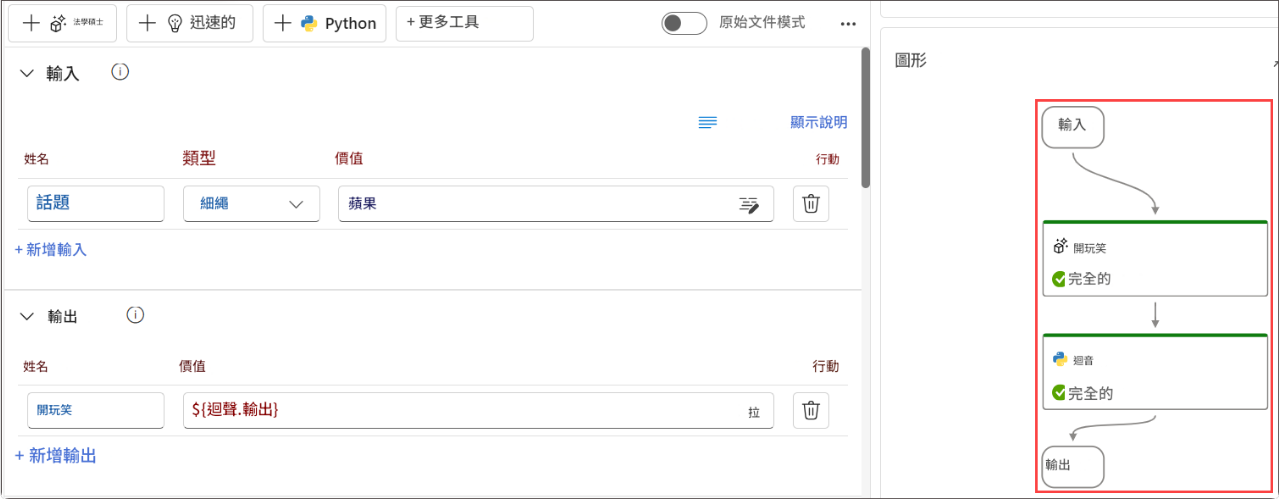 法學碩士
迅速的
Python
+ 更多工具
原始文件模式
輸入
顯示說明
姓名 類型 價值 行動
話題 細繩 蘋果
+ 新增輸入
輸出
姓名 價值 行動
開玩笑 ${迴聲.輸出} 拉
+ 新增輸出
圖形
輸入
開玩笑
完全的
迴音
完全的
輸出